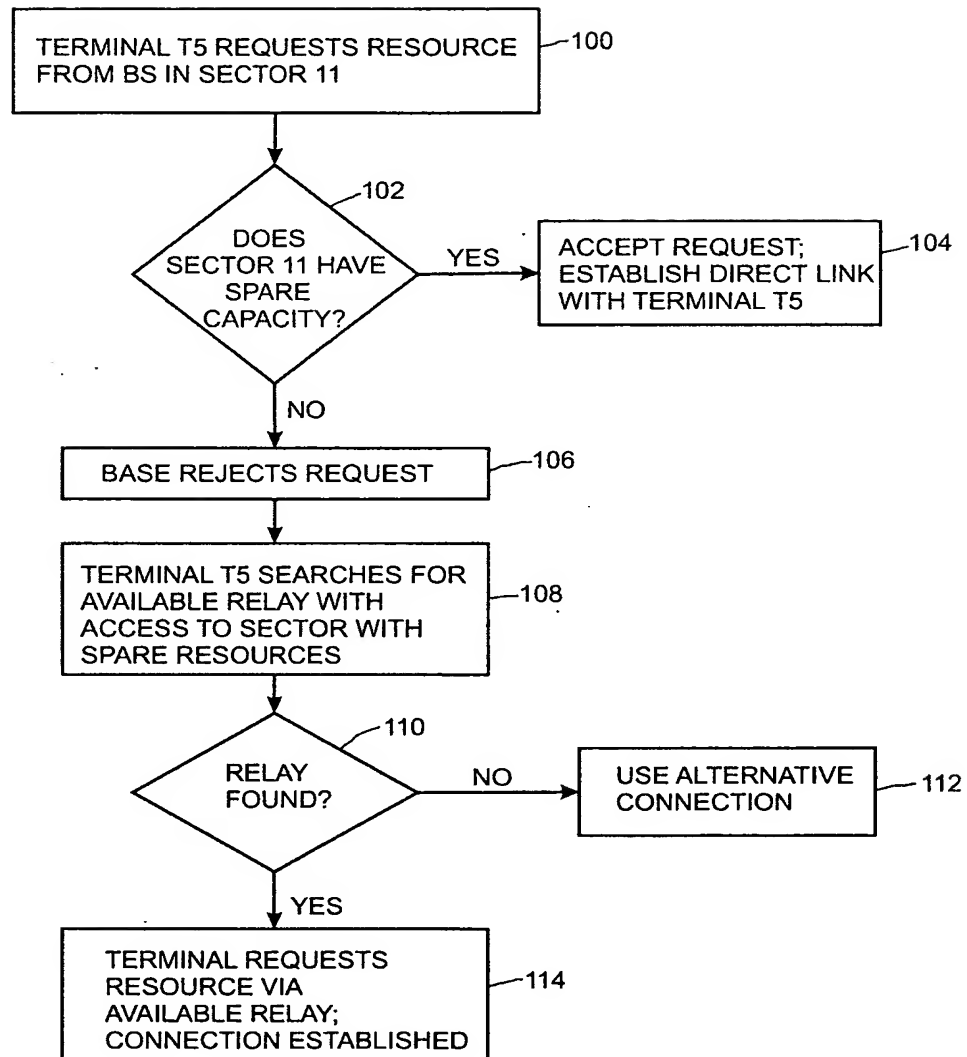 TERMINAL T5 REQUESTS RESOURCE
FROM BS IN SECTOR 11
100
102
DOES
SECTOR 11 HAVE
SPARE
CAPACITY?
YES
ACCEPT REQUEST;
ESTABLISH DIRECT LINK
WITH TERMINAL T5
104
NO
BASE REJECTS REQUEST
106
TERMINAL T5 SEARCHES FOR
AVAILABLE RELAY WITH
ACCESS TO SECTOR WITH
SPARE RESOURCES
108
110
RELAY
FOUND?
NO
USE ALTERNATIVE
CONNECTION
112
YES
TERMINAL REQUESTS
RESOURCE VIA
AVAILABLE RELAY;
CONNECTION ESTABLISHED
114